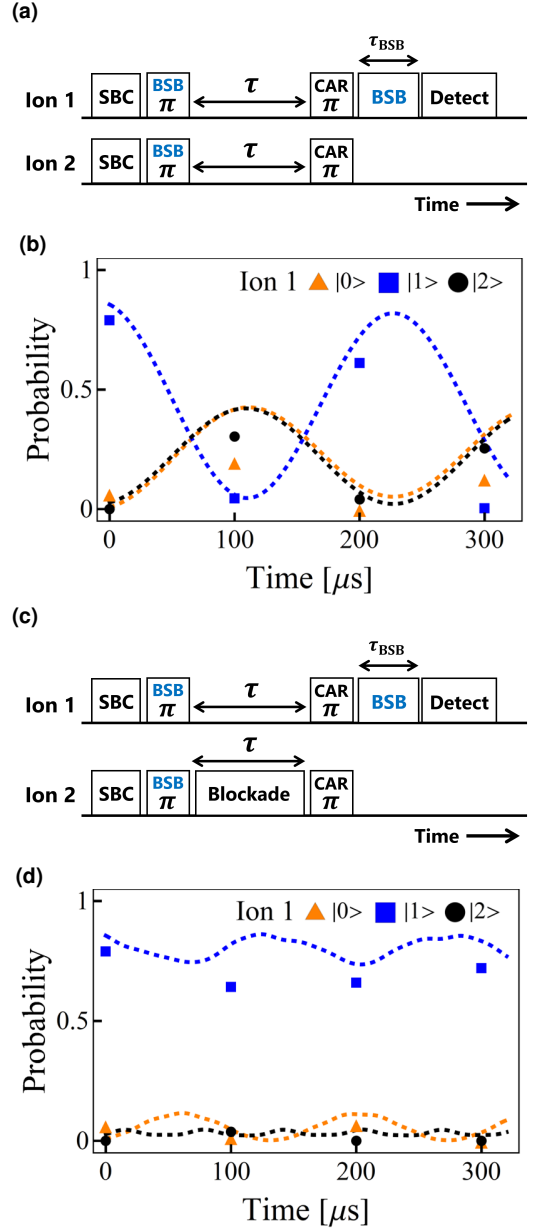 (a)
τBSB
Ion 1 SBC BSB π τ CAR π BSB Detect
Ion 2 SBC BSB π τ CAR π
Time
(b)
Ion 1 |0> |1> |2>
1
0.5
0
Probability
0 100 200 300
Time [μs]
(c)
τBSB
Ion 1 SBC BSB π τ CAR π BSB Detect
τ
Ion 2 SBC BSB π Blockade CAR π
Time
(d)
Ion 1 |0> |1> |2>
1
0.5
0
Probability
0 100 200 300
Time [μs]